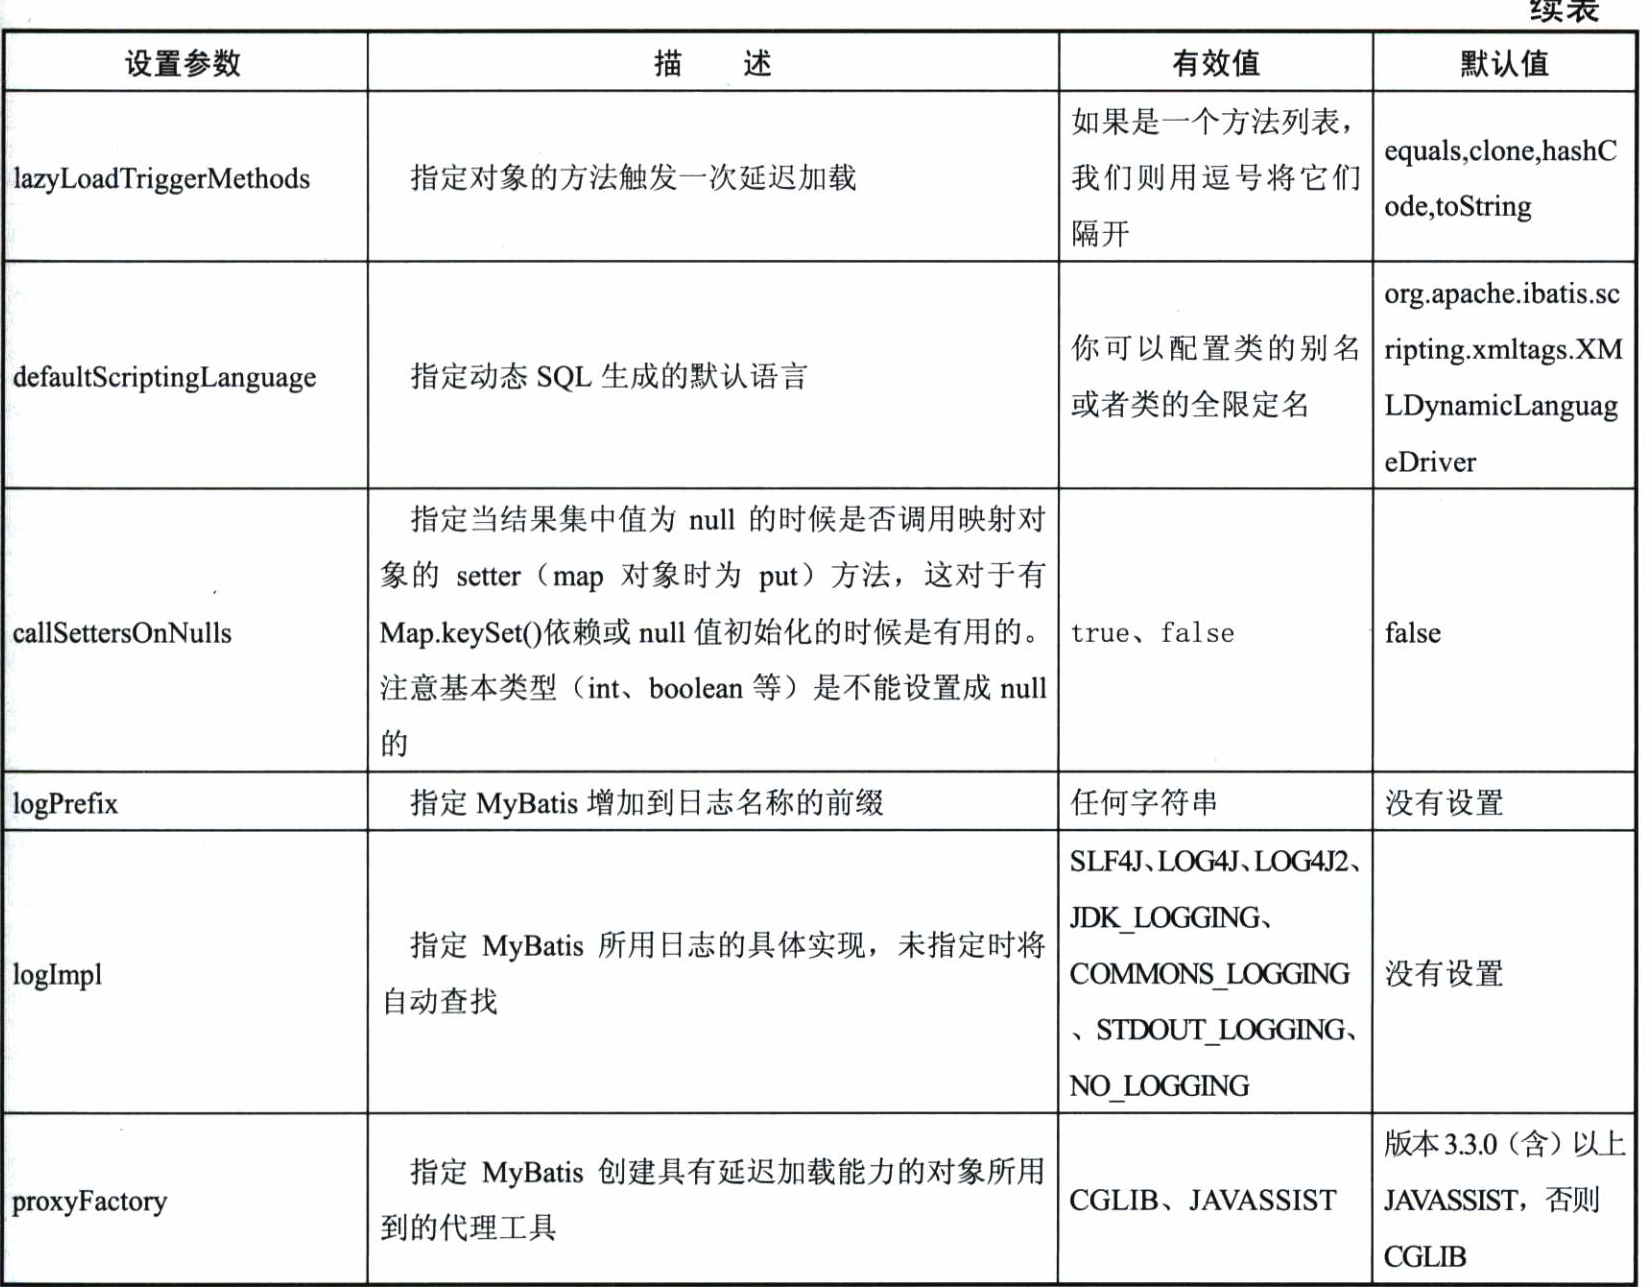 续表
设置参数
描 述
有效值
默认值
lazyLoadTriggerMethods
指定对象的方法触发一次延迟加载
如果是一个方法列表，
我们则用逗号将它们
隔开
equals,clone,hashC
ode,toString
defaultScriptingLanguage
指定动态 SQL 生成的默认语言
你可以配置类的别名
或者类的全限定名
org.apache.ibatis.sc
ripting.xmltags.XM
LDynamicLanguag
eDriver
callSettersOnNulls
指定当结果集中值为 null 的时候是否调用映射对
象的 setter（map 对象时为 put）方法，这对于有
Map.keySet()依赖或 null 值初始化的时候是有用的。
注意基本类型（int、boolean 等）是不能设置成 null
的
true、false
false
logPrefix
指定 MyBatis 增加到日志名称的前缀
任何字符串
没有设置
logImpl
指定 MyBatis 所用日志的具体实现，未指定时将
自动查找
SLF4J、LOG4J、LOG4J2、
JDK_LOGGING、
COMMONS_LOGGING
、STDOUT_LOGGING、
NO_LOGGING
没有设置
proxyFactory
指定 MyBatis 创建具有延迟加载能力的对象所用
到的代理工具
CGLIB、JAVASSIST
版本 3.3.0（含）以上
JAVASSIST，否则
CGLIB